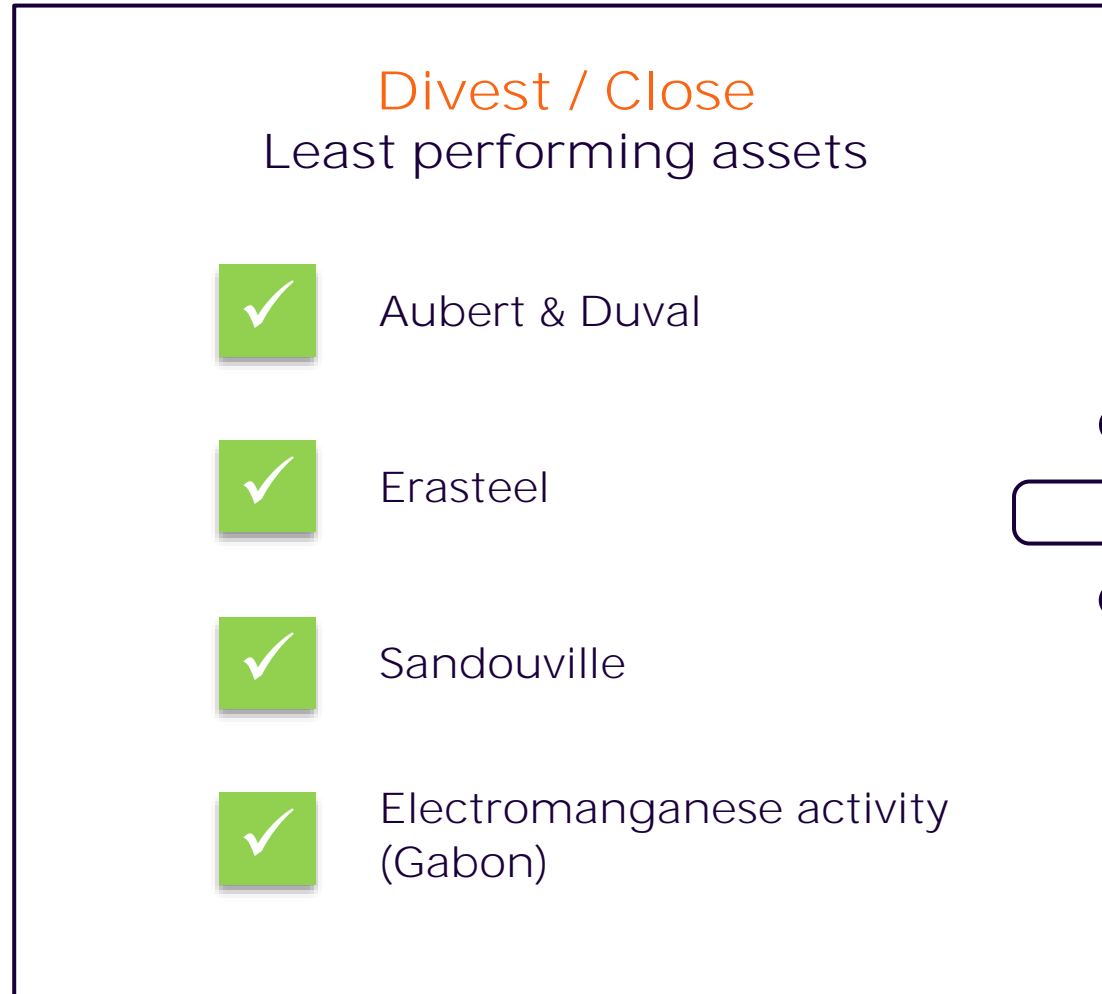 Divest / Close
Least performing assets
Aubert & Duval
Erasteel
Sandouville
Electromanganese activity
(Gabon)